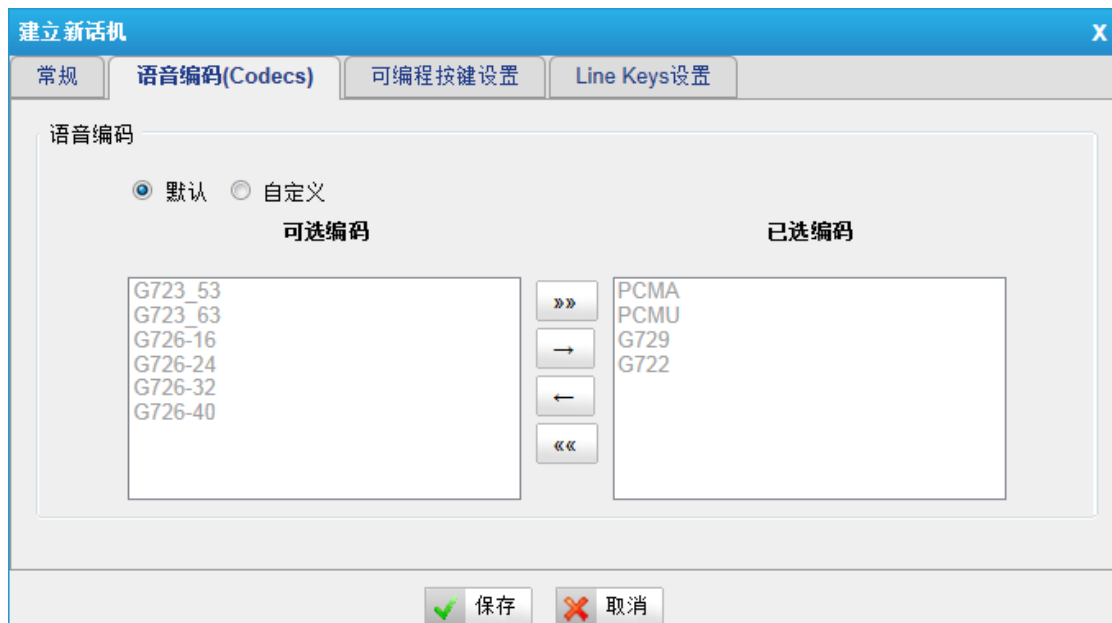 建立新话机 X
常规 语音编码(Codecs) 可编程按键设置 Line Keys设置
语音编码
默认 自定义
可选编码 已选编码
G723_53
G723_63
G726-16
G726-24
G726-32
G726-40
»»
→
←
««
PCMA
PCMU
G729
G722
保存 取消